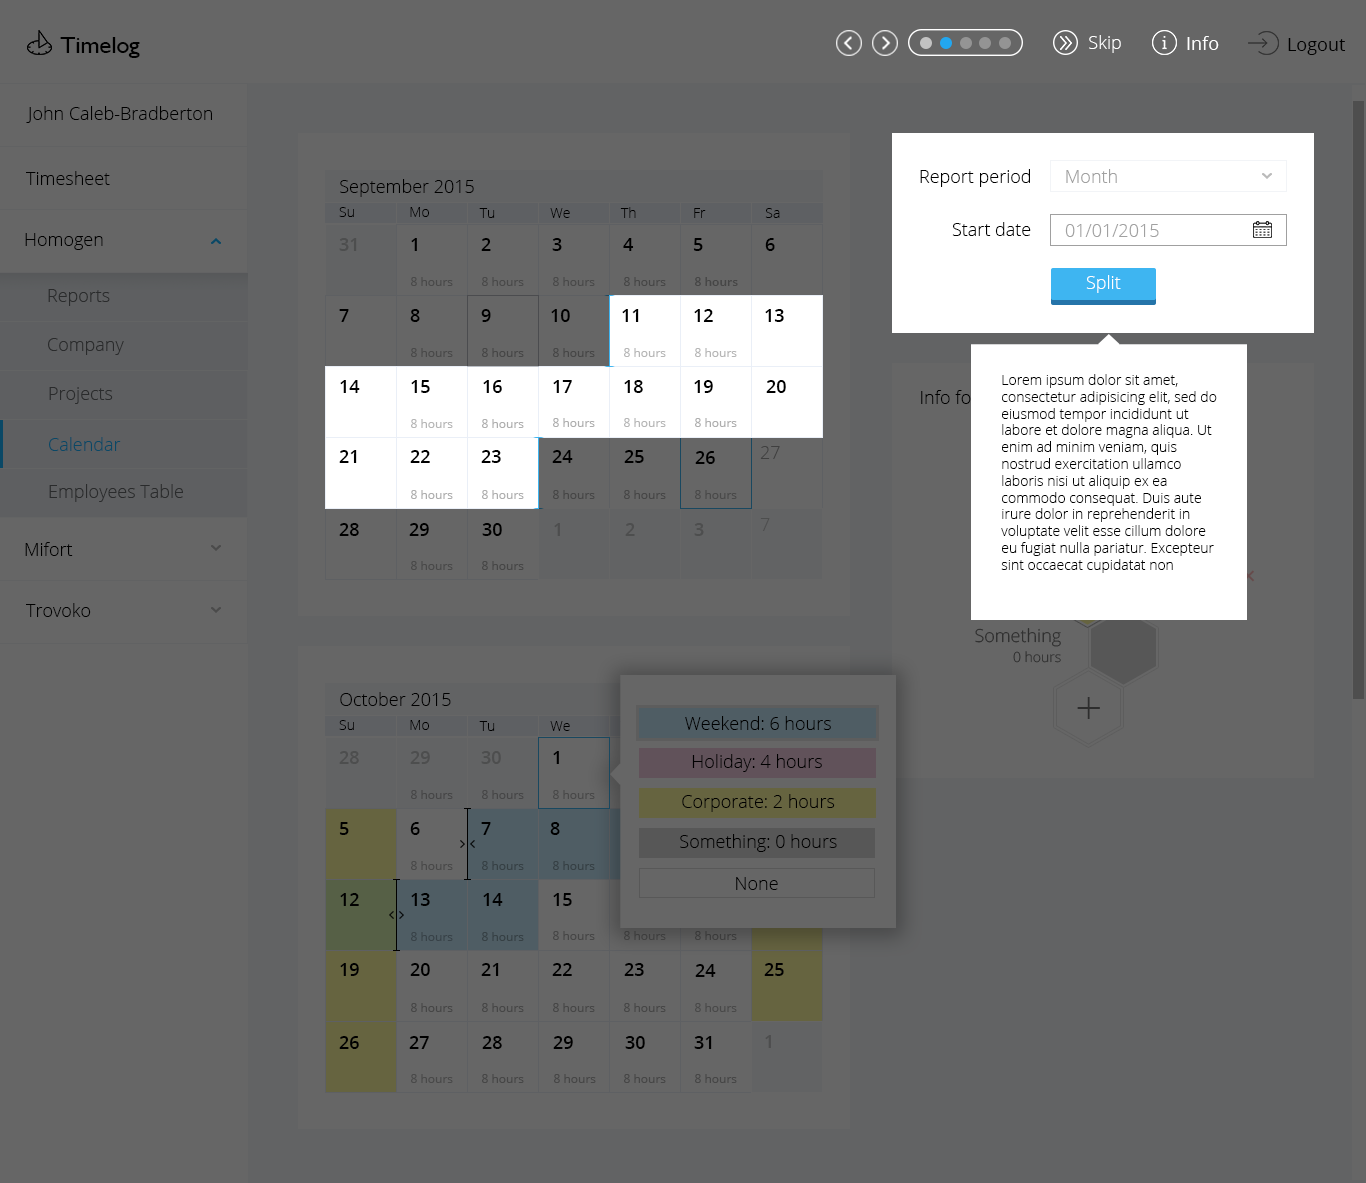 Timelog
Skip
Info
Logout
John Caleb-Bradberton
Timesheet
Homogen
Reports
Company
Projects
Calendar
Employees Table
Mifort
Trovoko
September 2015
Su Mo Tu We Th Fr Sa
31 1 2 3 4 5 6
8 hours 8 hours 8 hours 8 hours 8 hours
7 8 9 10 11 12 13
8 hours 8 hours 8 hours 8 hours 8 hours
14 15 16 17 18 19 20
8 hours 8 hours 8 hours 8 hours 8 hours
21 22 23 24 25 26 27
8 hours 8 hours 8 hours 8 hours 8 hours
28 29 30 1 2 3 7
8 hours 8 hours
October 2015
Su Mo Tu We
28 29 30 1
8 hours 8 hours 8 hours
5 6 7 8
8 hours 8 hours 8 hours
12 13 14 15
8 hours 8 hours 8 hours 8 hours 8 hours
19 20 21 22 23 24 25
8 hours 8 hours 8 hours 8 hours 8 hours
26 27 28 29 30 31 1
8 hours 8 hours 8 hours 8 hours 8 hours
Weekend: 6 hours
Holiday: 4 hours
Corporate: 2 hours
Something: 0 hours
None
Report period
Month
Start date
01/01/2015
Split
Info fo
Lorem ipsum dolor sit amet,
consectetur adipisicing elit, sed do
eiusmod tempor incididunt ut
labore et dolore magna aliqua. Ut
enim ad minim veniam, quis
nostrud exercitation ullamco
laboris nisi ut aliquip ex ea
commodo consequat. Duis aute
irure dolor in reprehenderit in
voluptate velit esse cillum dolore
eu fugiat nulla pariatur. Excepteur
sint occaecat cupidatat non
Something
0 hours